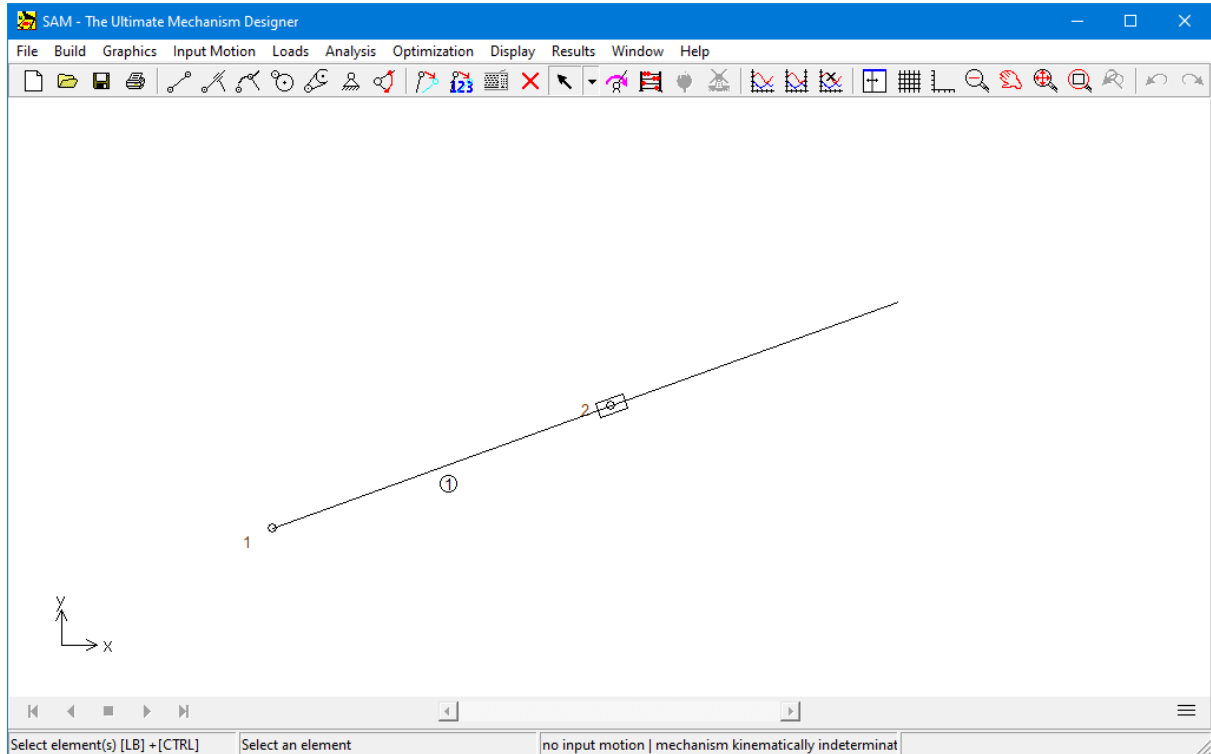 SAM - The Ultimate Mechanism Designer
File Build Graphics Input Motion Loads Analysis Optimization Display Results Window Help
123
2
1
1
y
x
Select element(s) [LB] +[CTRL] Select an element no input motion | mechanism kinematically indeterminat